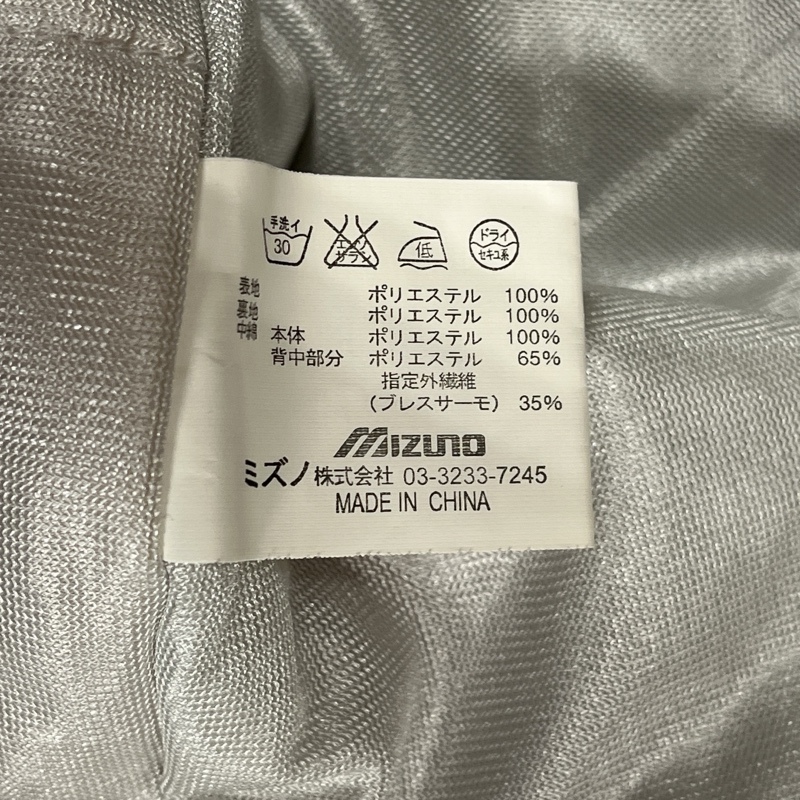 手洗イ 30 エンソ サラシ 低 ドライ セキユ系
表地 ポリエステル 100%
裏地 ポリエステル 100%
中綿 本体 ポリエステル 100%
背中部分 ポリエステル 65%
指定外繊維
(ブレスサーモ) 35%
MIZUNO
ミズノ株式会社 03-3233-7245
MADE IN CHINA